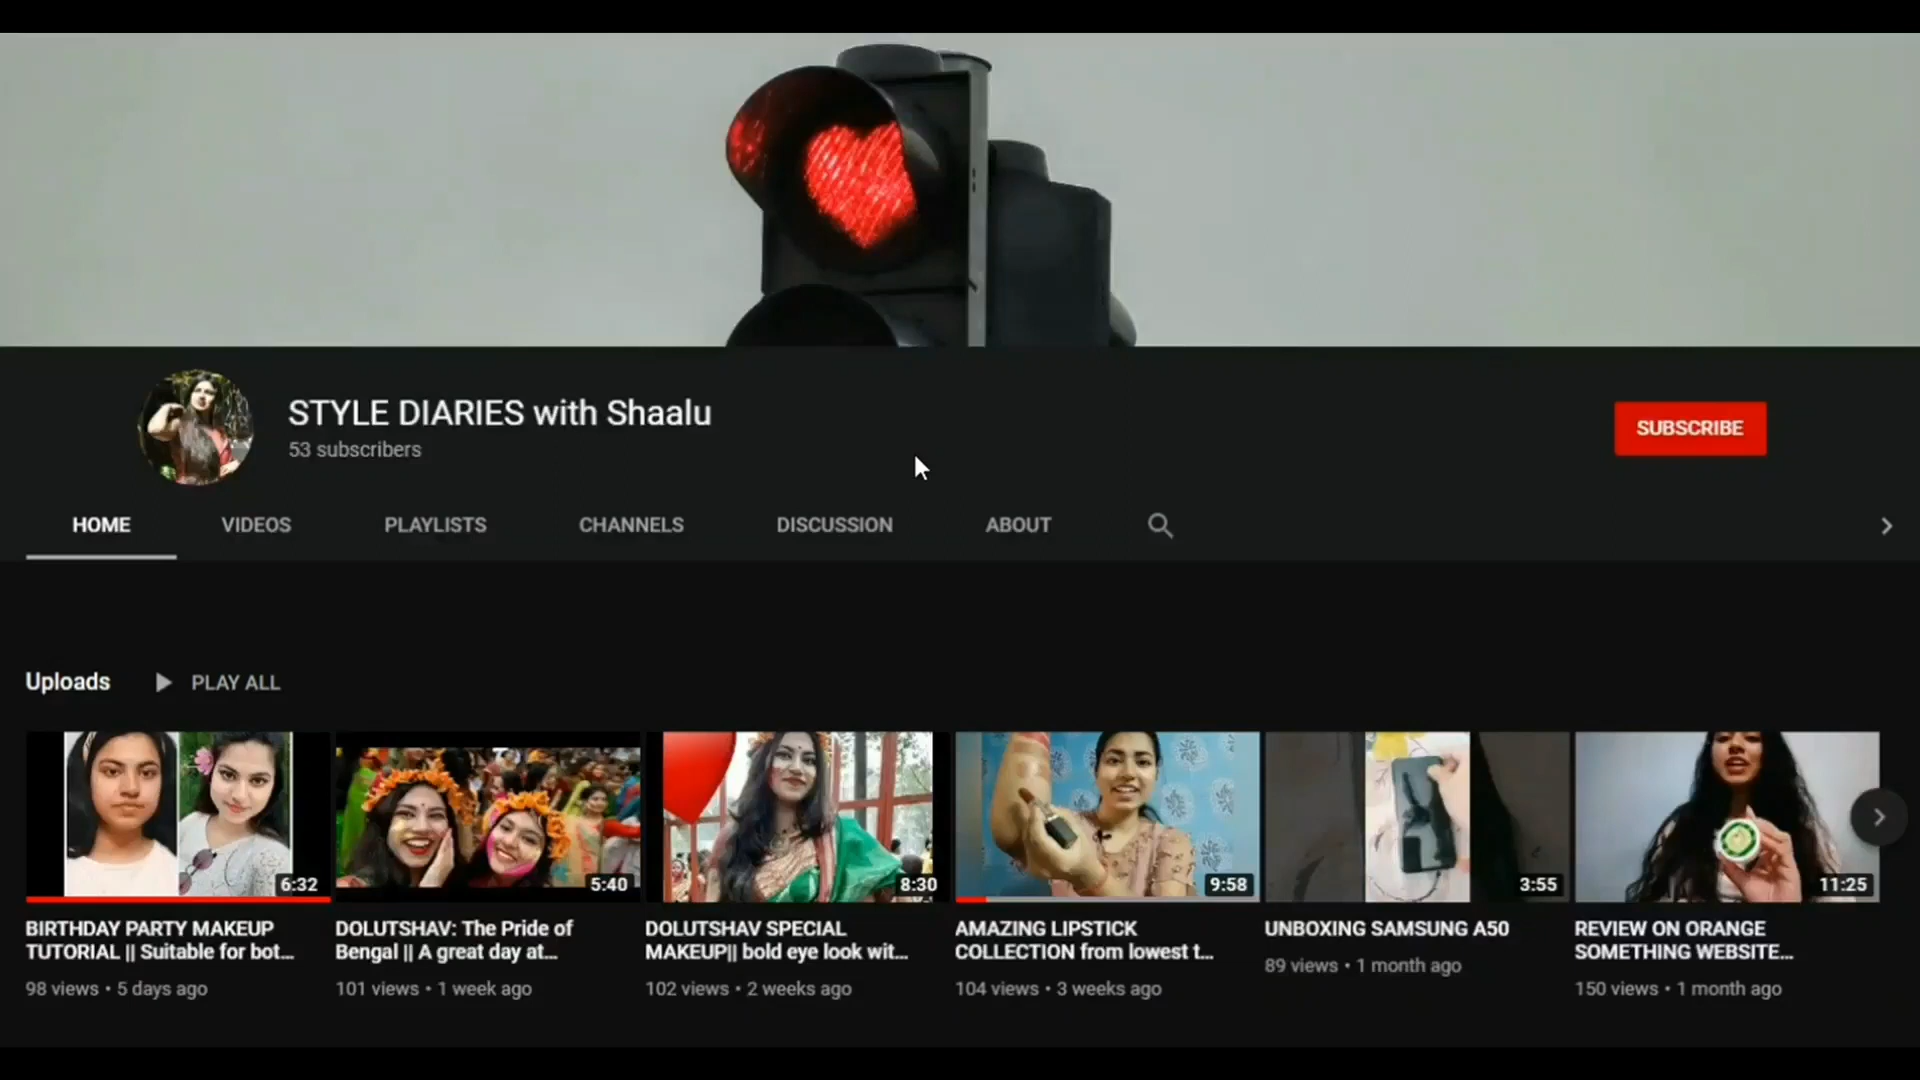 STYLE DIARIES with Shaalu
53 subscribers
SUBSCRIBE
HOME
VIDEOS
PLAYLISTS
CHANNELS
DISCUSSION
ABOUT
Uploads
PLAY ALL
6:32
BIRTHDAY PARTY MAKEUP
TUTORIAL || Suitable for bot...
98 views • 5 days ago
5:40
DOLUTSHAV: The Pride of
Bengal || A great day at...
101 views • 1 week ago
8:30
DOLUTSHAV SPECIAL
MAKEUP|| bold eye look wit...
102 views • 2 weeks ago
9:58
AMAZING LIPSTICK
COLLECTION from lowest t...
104 views • 3 weeks ago
3:55
UNBOXING SAMSUNG A50
89 views • 1 month ago
11:25
REVIEW ON ORANGE
SOMETHING WEBSITE...
150 views • 1 month ago